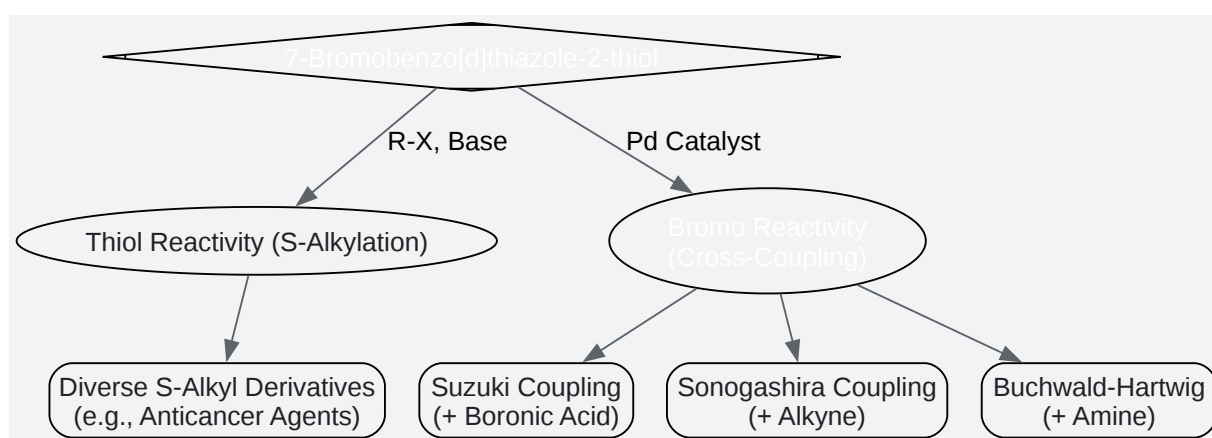 7-Bromobenzo[d]thiazole-2-thiol
R-X, Base
Pd Catalyst
Thiol Reactivity (S-Alkylation)
Bromo Reactivity
(Cross-Coupling)
Diverse S-Alkyl Derivatives
(e.g., Anticancer Agents)
Suzuki Coupling
(+ Boronic Acid)
Sonogashira Coupling
(+ Alkyne)
Buchwald-Hartwig
(+ Amine)